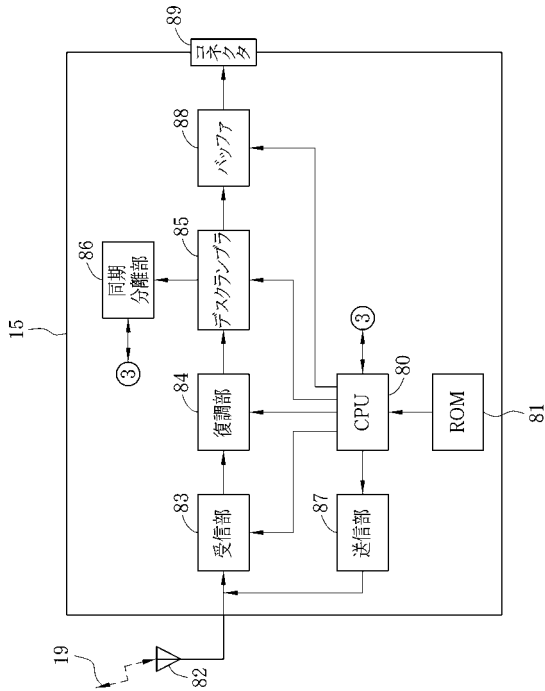 15
19
82
受信部
83
復調部
84
デスクランブラ
85
同期
分離部
86
③
バッファ
88
コネクタ
89
送信部
87
CPU
80
③
ROM
81